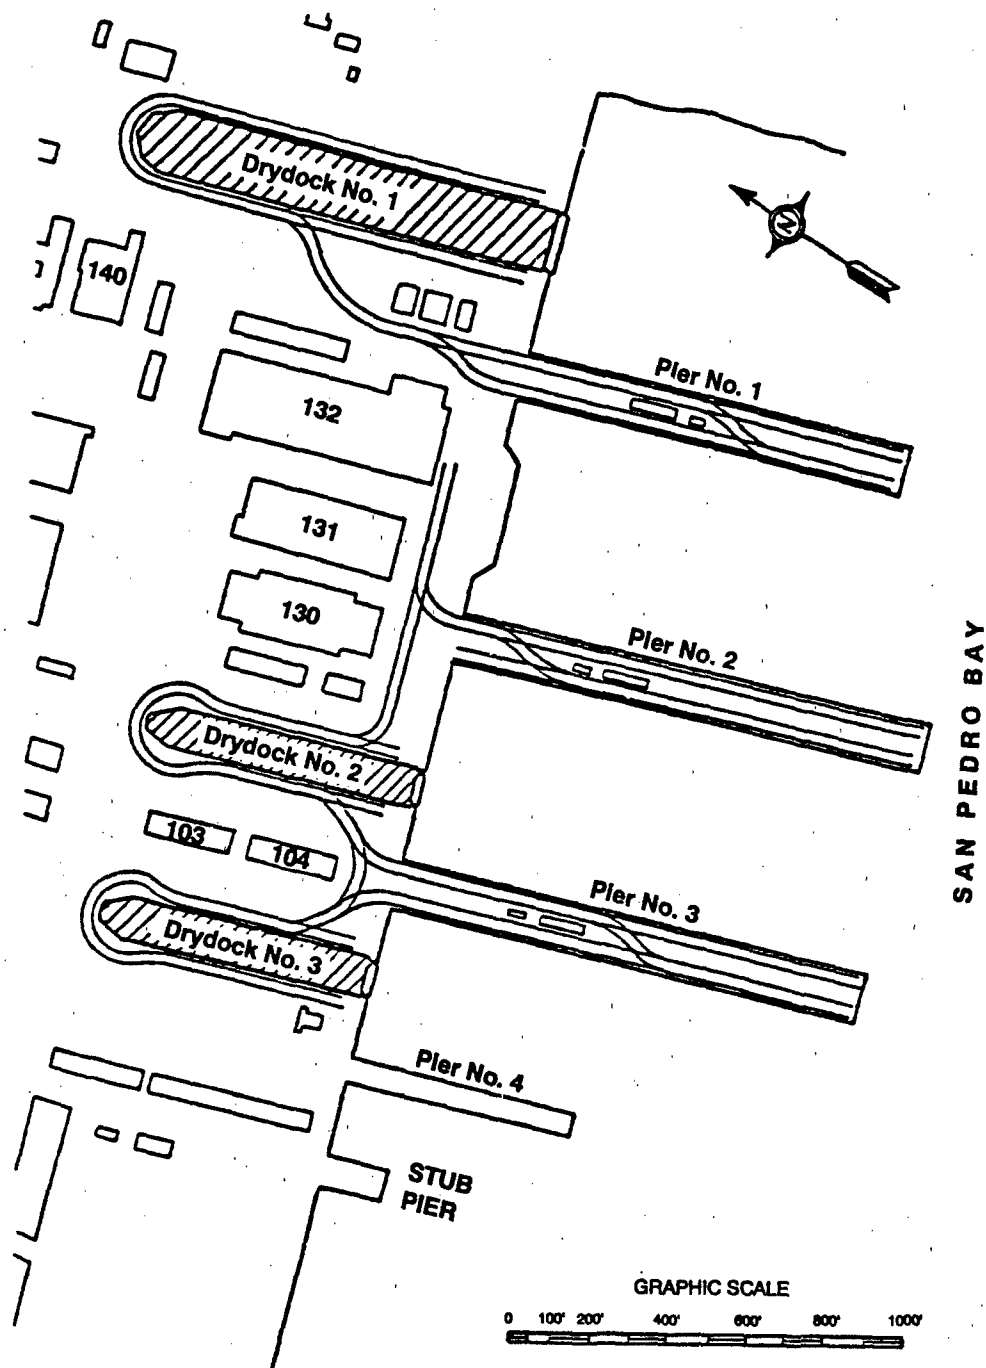 Drydock No. 1
N
140
132
Pier No. 1
131
130
Pier No. 2
SAN PEDRO BAY
Drydock No. 2
103
104
Pier No. 3
Drydock No. 3
Pier No. 4
STUB
PIER
GRAPHIC SCALE
0 100' 200' 400' 600' 800' 1000'